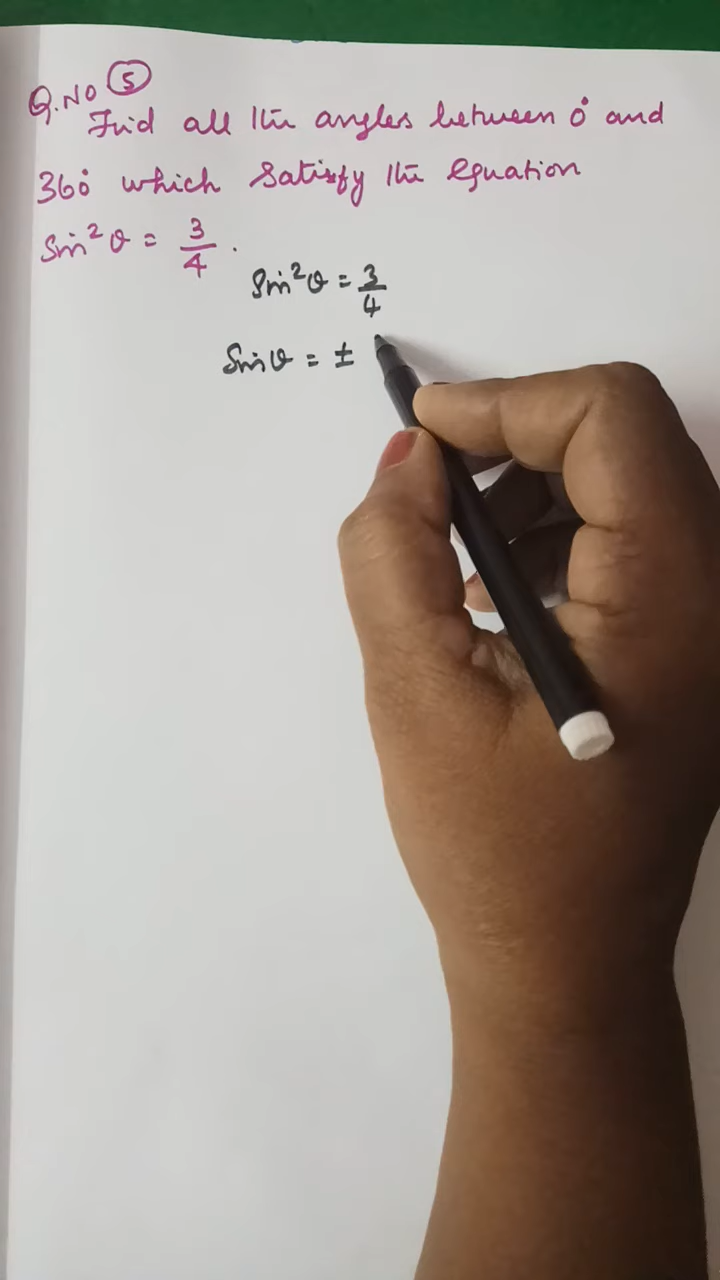 Q.NO 5
Find all the angles between 0° and
360° which satisfy the equation
Sin²θ = 3/4.
Sin²θ = 3/4
Sinθ = ±